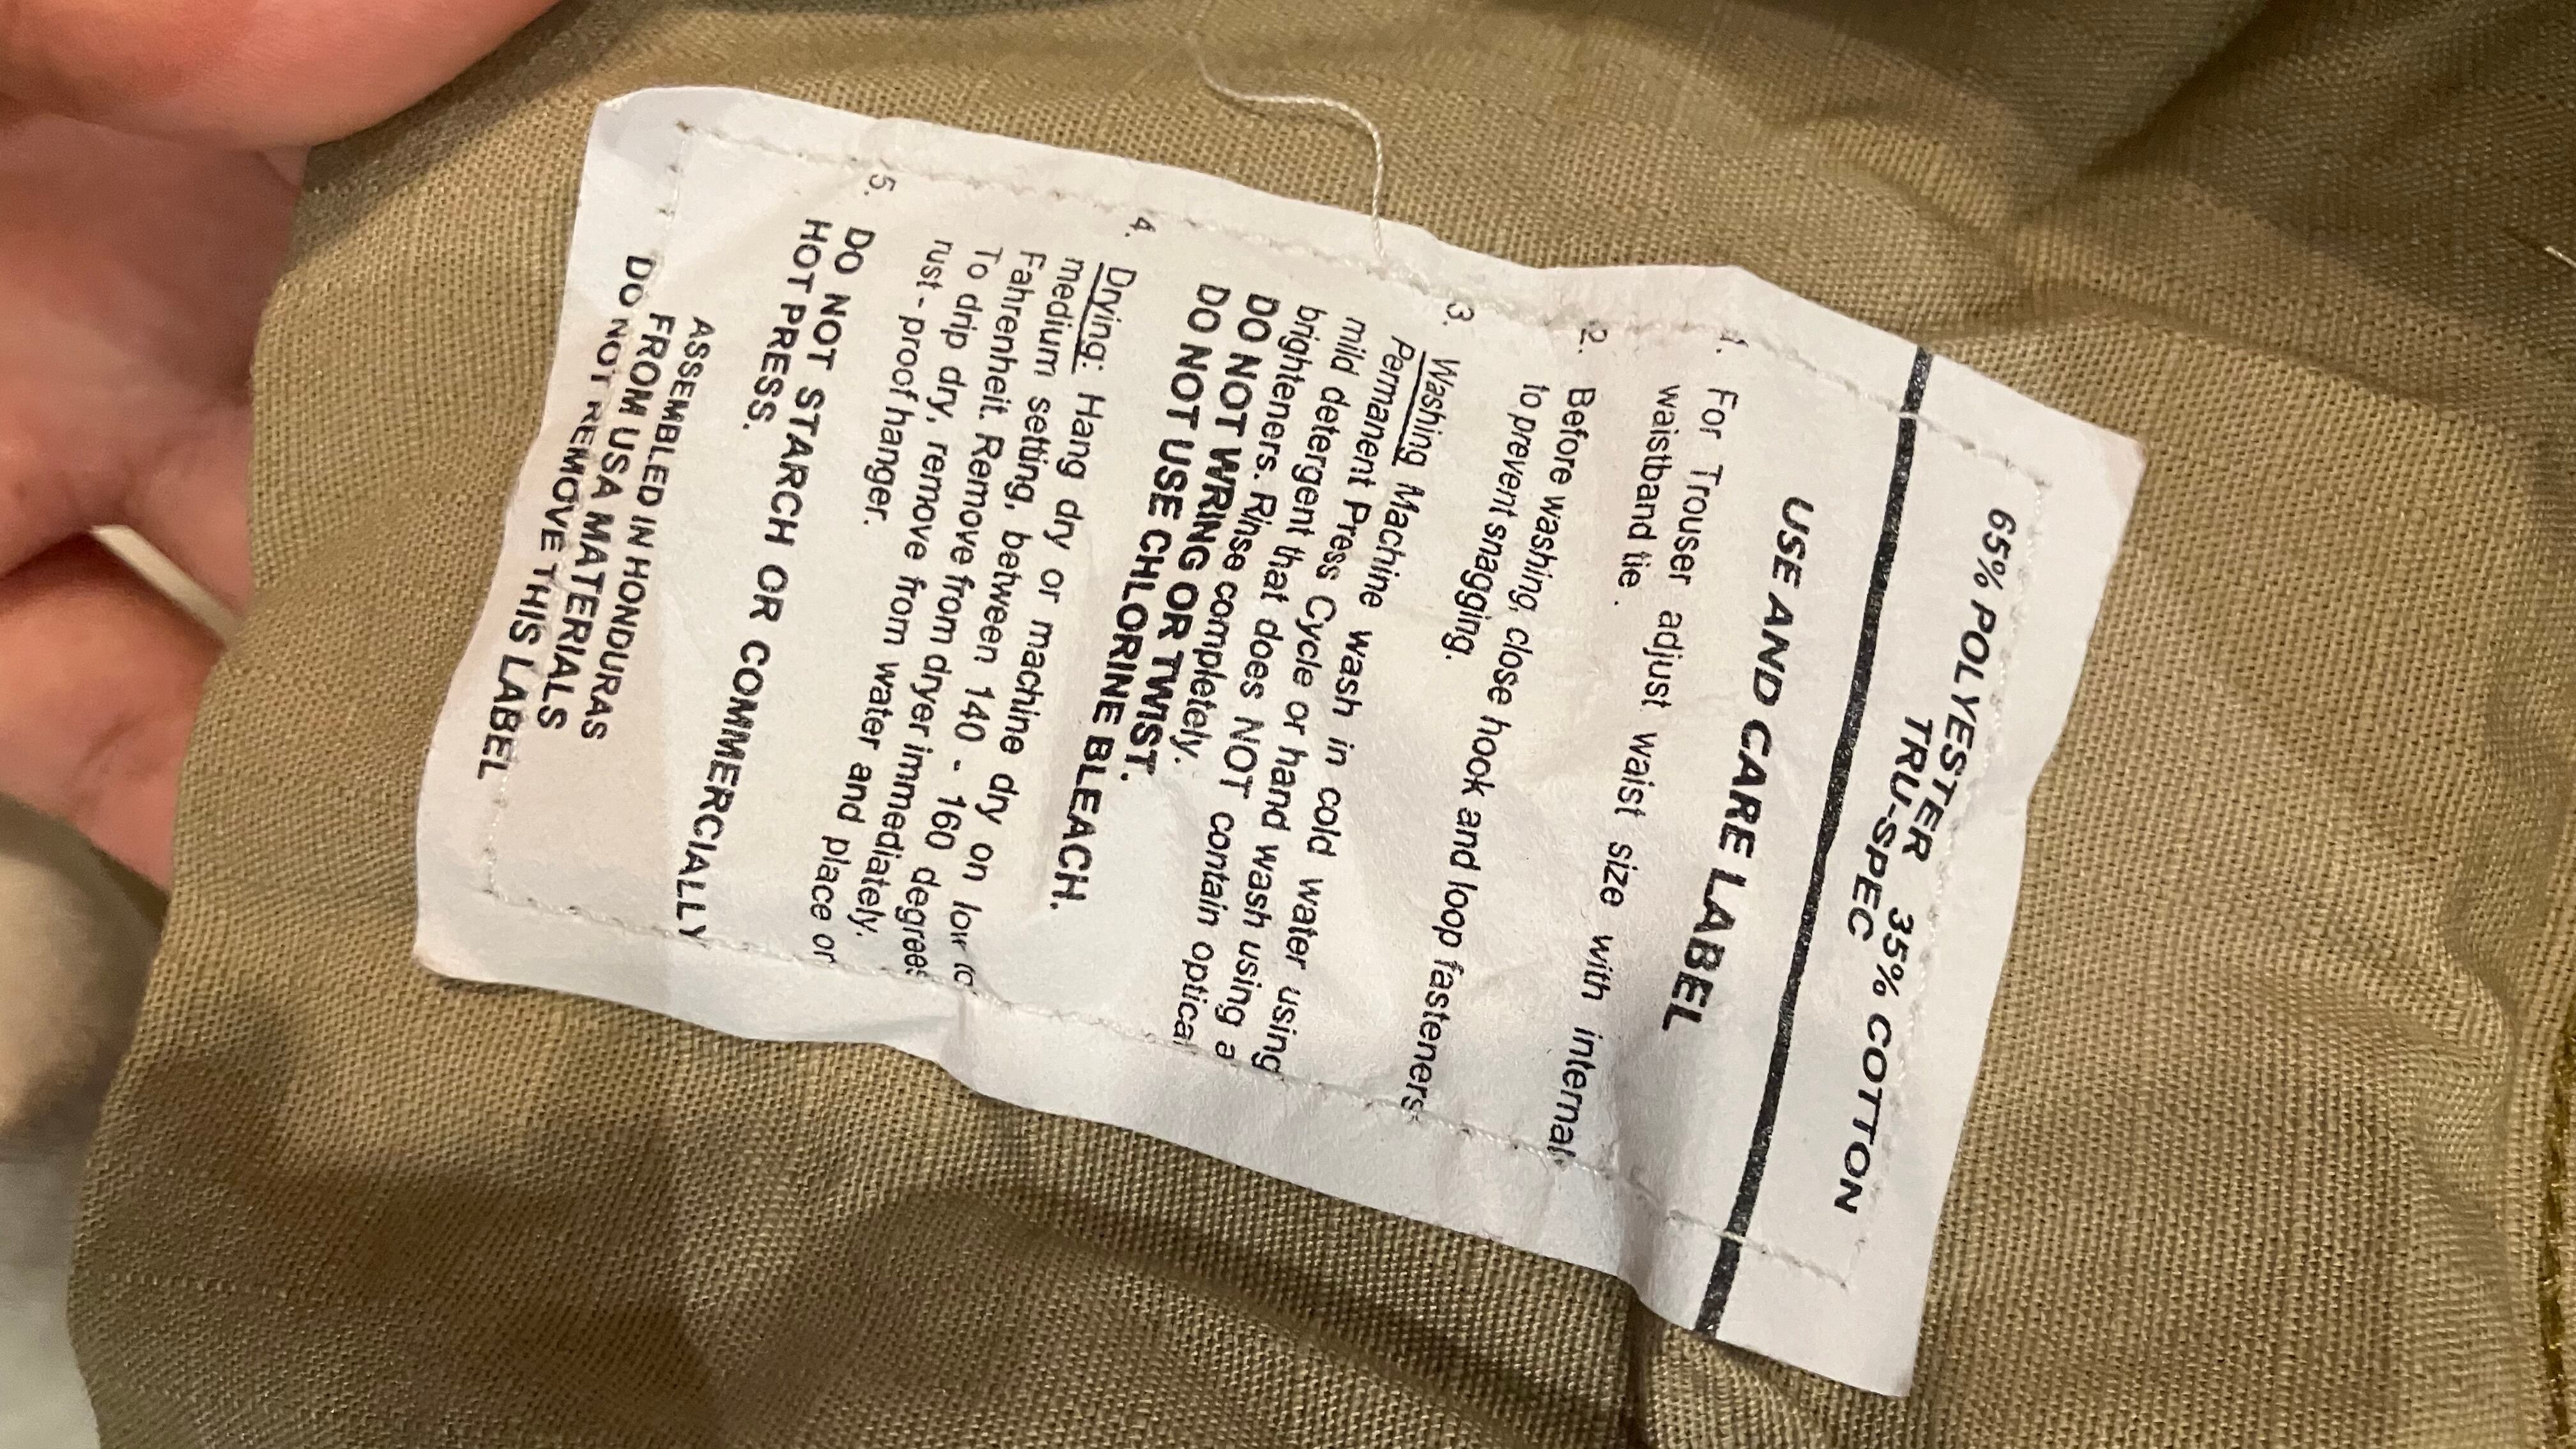 65% POLYESTER 35% COTTON
TRU-SPEC
USE AND CARE LABEL
1. For Trouser adjust waist size with internal
waistband tie.
2. Before washing, close hook and loop fasteners
to prevent snagging.
3. Washing Machine wash in cold water using
Permanent Press Cycle or hand wash using a
mild detergent that does NOT contain optical
brighteners. Rinse completely.
DO NOT WRING OR TWIST.
DO NOT USE CHLORINE BLEACH.
4. Drying: Hang dry or machine dry on low to
medium setting, between 140 - 160 degrees
Fahrenheit. Remove from dryer immediately.
To drip dry, remove from water and place on
rust - proof hanger.
5. DO NOT STARCH OR COMMERCIALLY
HOT PRESS.
ASSEMBLED IN HONDURAS
FROM USA MATERIALS
DO NOT REMOVE THIS LABEL